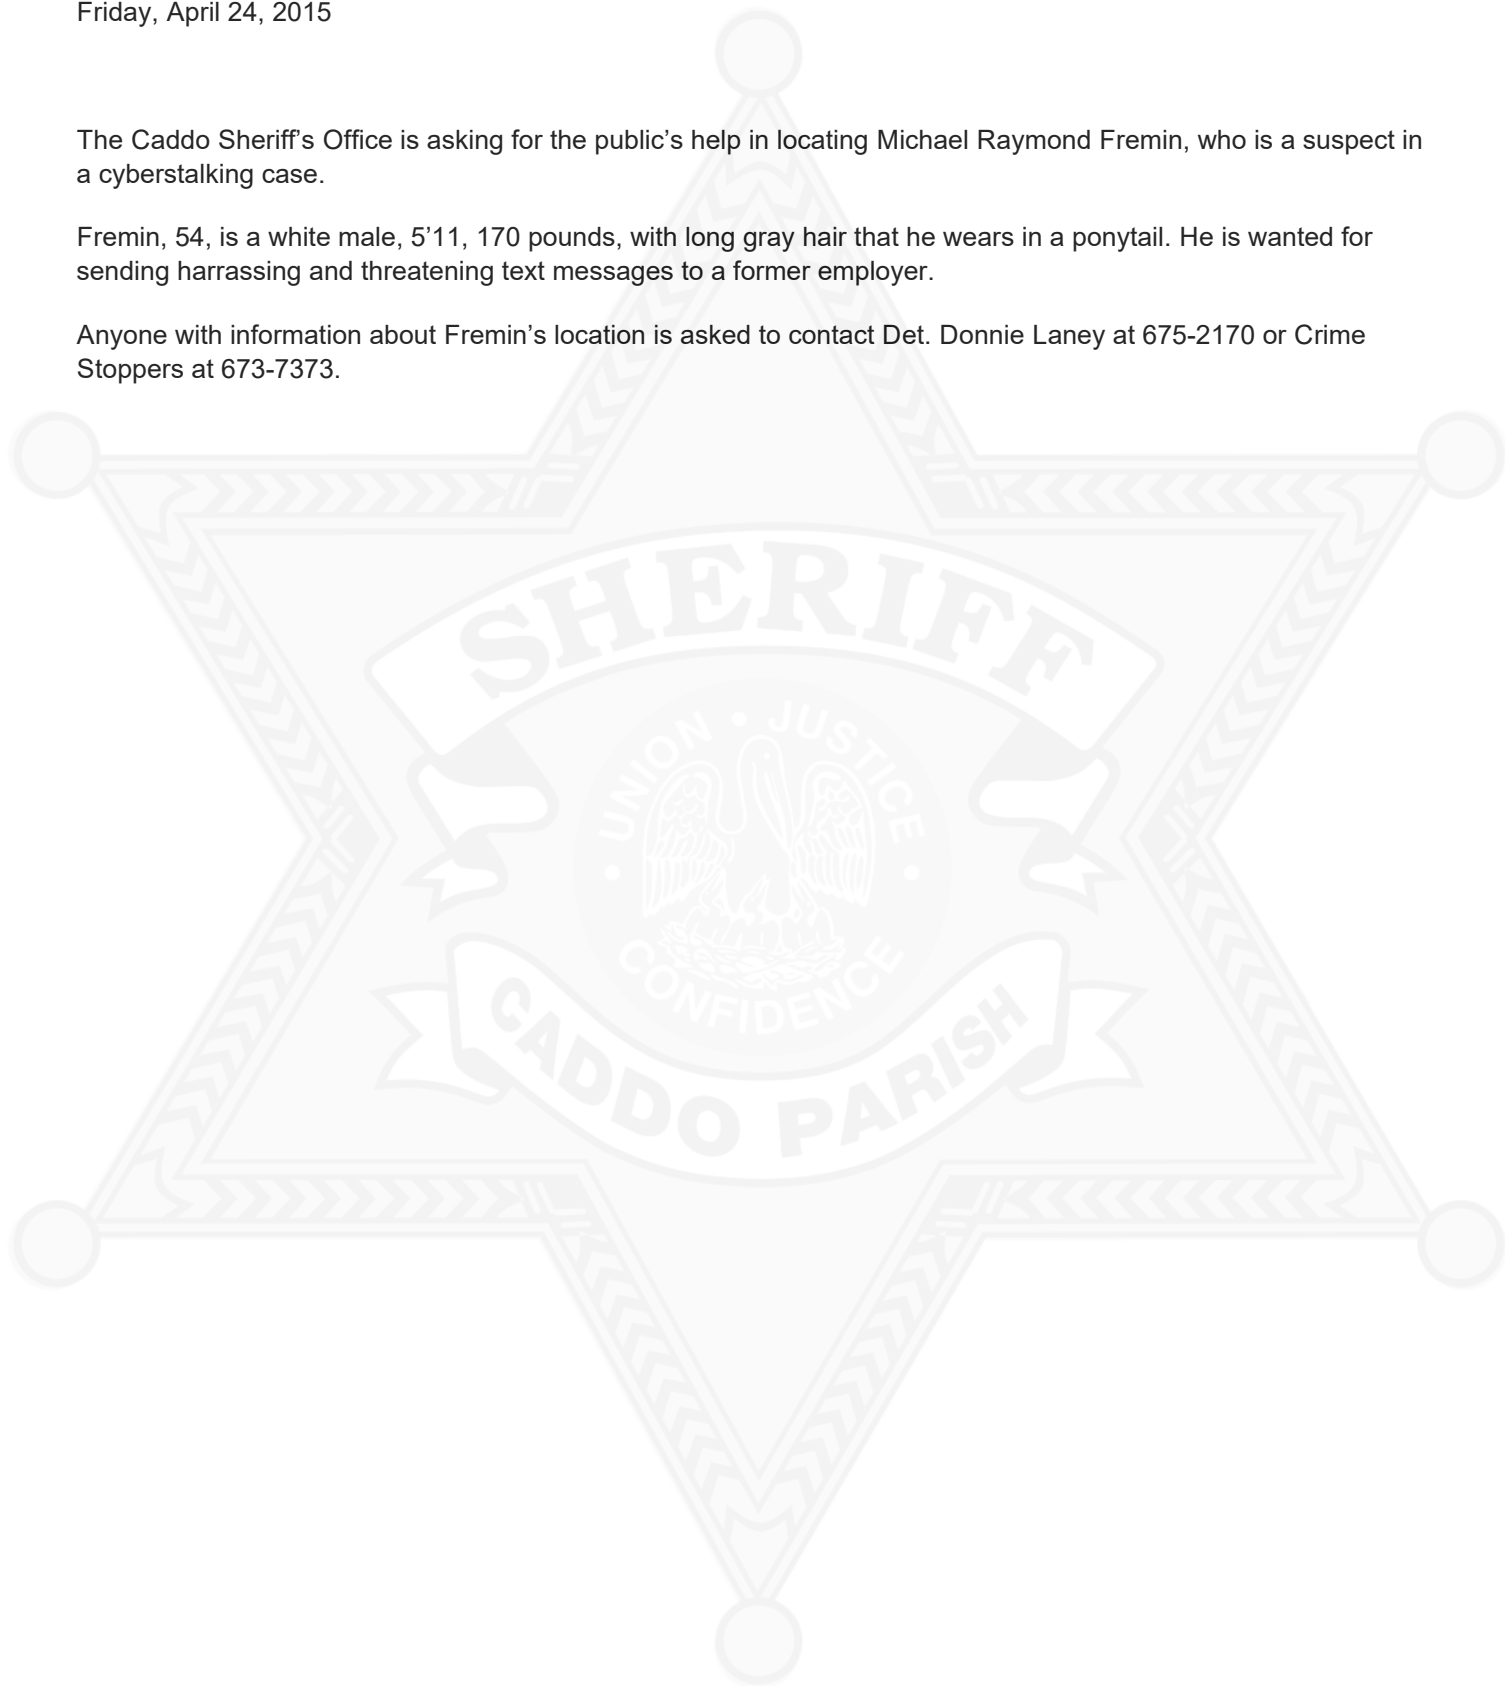 Friday, April 24, 2015
The Caddo Sheriff’s Office is asking for the public’s help in locating Michael Raymond Fremin, who is a suspect in
a cyberstalking case.
Fremin, 54, is a white male, 5’11, 170 pounds, with long gray hair that he wears in a ponytail. He is wanted for
sending harrassing and threatening text messages to a former employer.
Anyone with information about Fremin’s location is asked to contact Det. Donnie Laney at 675-2170 or Crime
Stoppers at 673-7373.
SHERIFF
UNION • JUSTICE
• CONFIDENCE •
CADDO PARISH